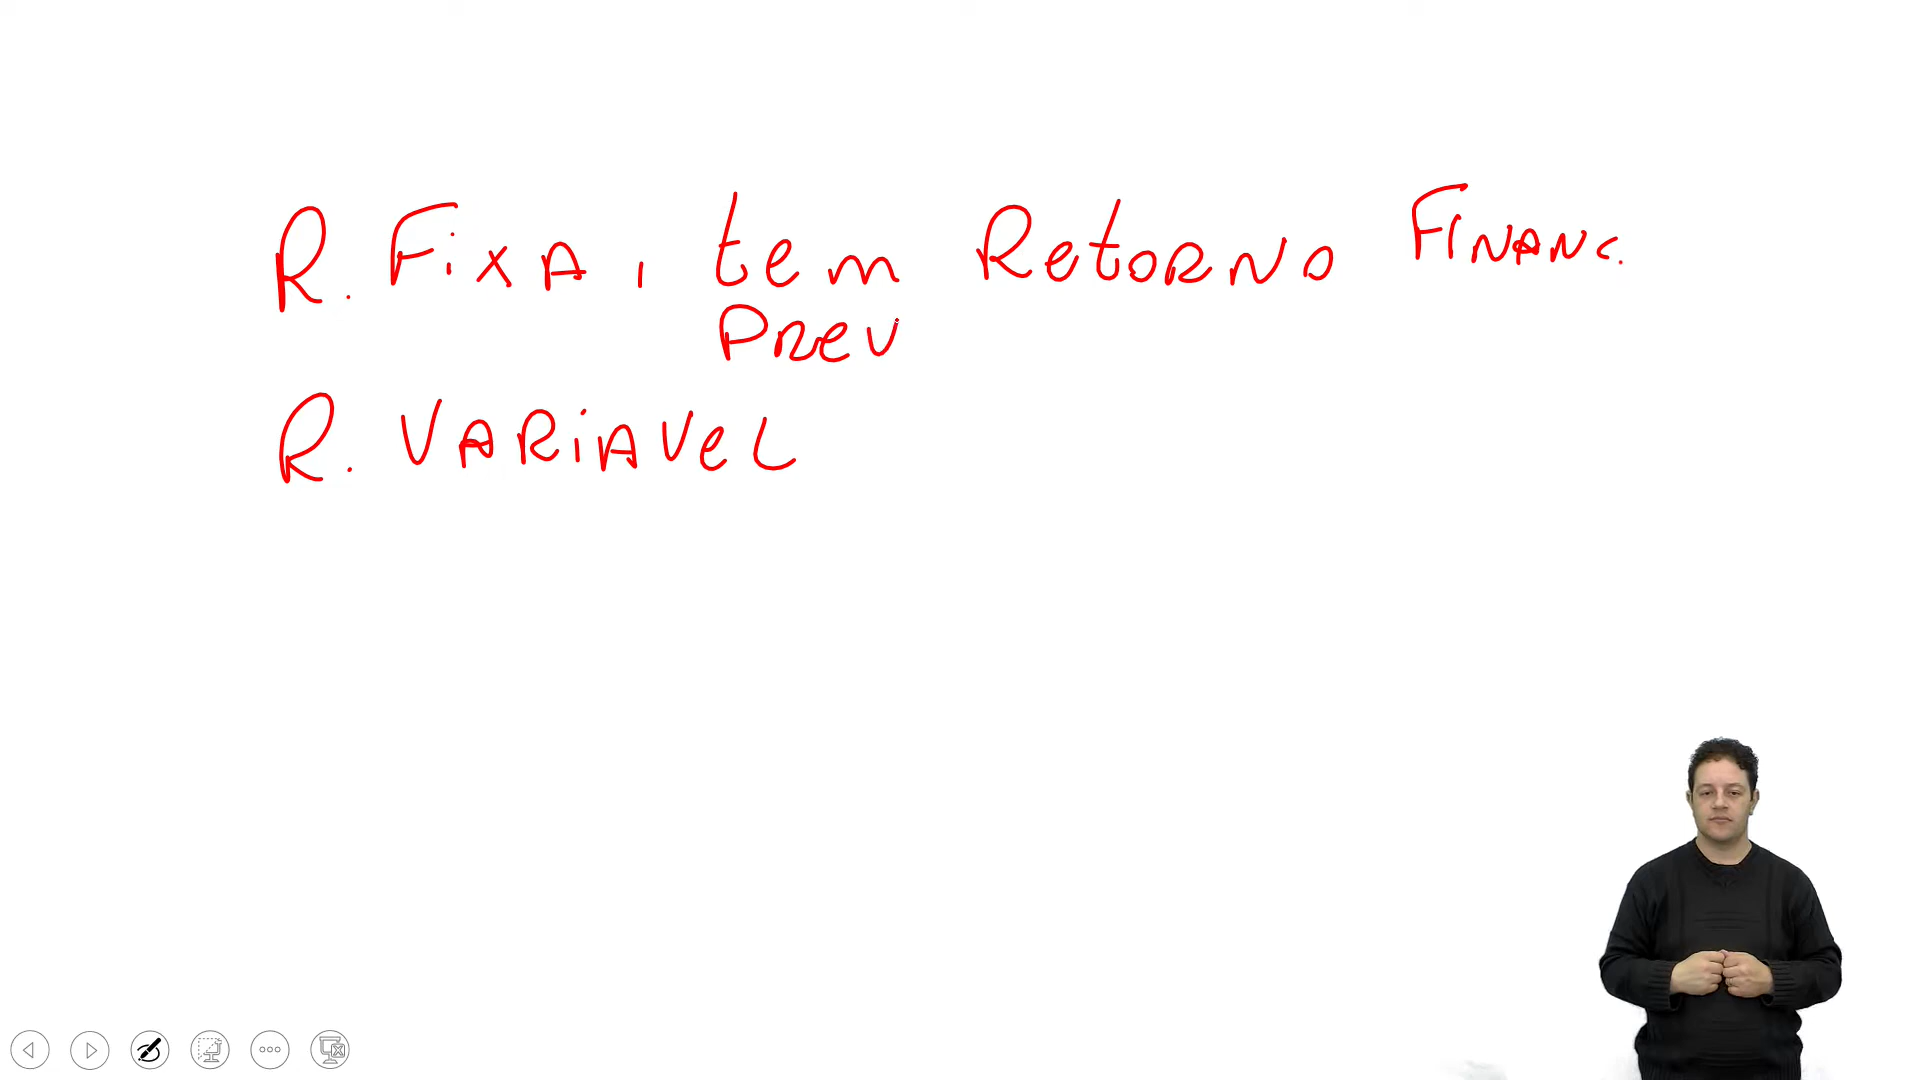 R. FixA, tem RetORNO FINANC.
PRev
R. VARiAVeL